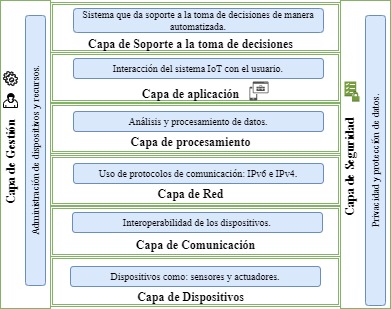 Capa de Gestión
Administración de dispositivos y recursos.
Sistema que da soporte a la toma de decisiones de manera
automatizada.
Capa de Soporte a la toma de decisiones
Interacción del sistema IoT con el usuario.
Capa de aplicación
Análisis y procesamiento de datos.
Capa de procesamiento
Uso de protocolos de comunicación: IPv6 e IPv4.
Capa de Red
Interoperabilidad de los dispositivos.
Capa de Comunicación
Dispositivos como: sensores y actuadores.
Capa de Dispositivos
Capa de Seguridad
Privacidad y protección de datos.